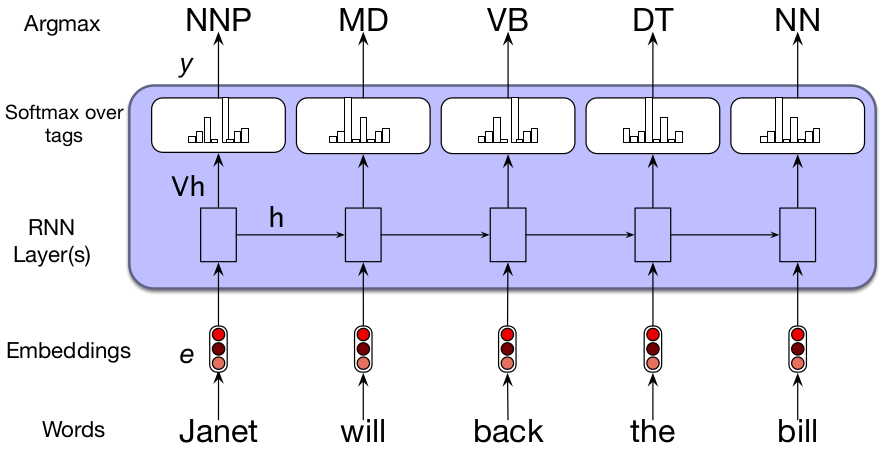 Argmax NNP MD VB DT NN
y
Softmax over
tags
Vh
h
RNN
Layer(s)
Embeddings e
Words Janet will back the bill